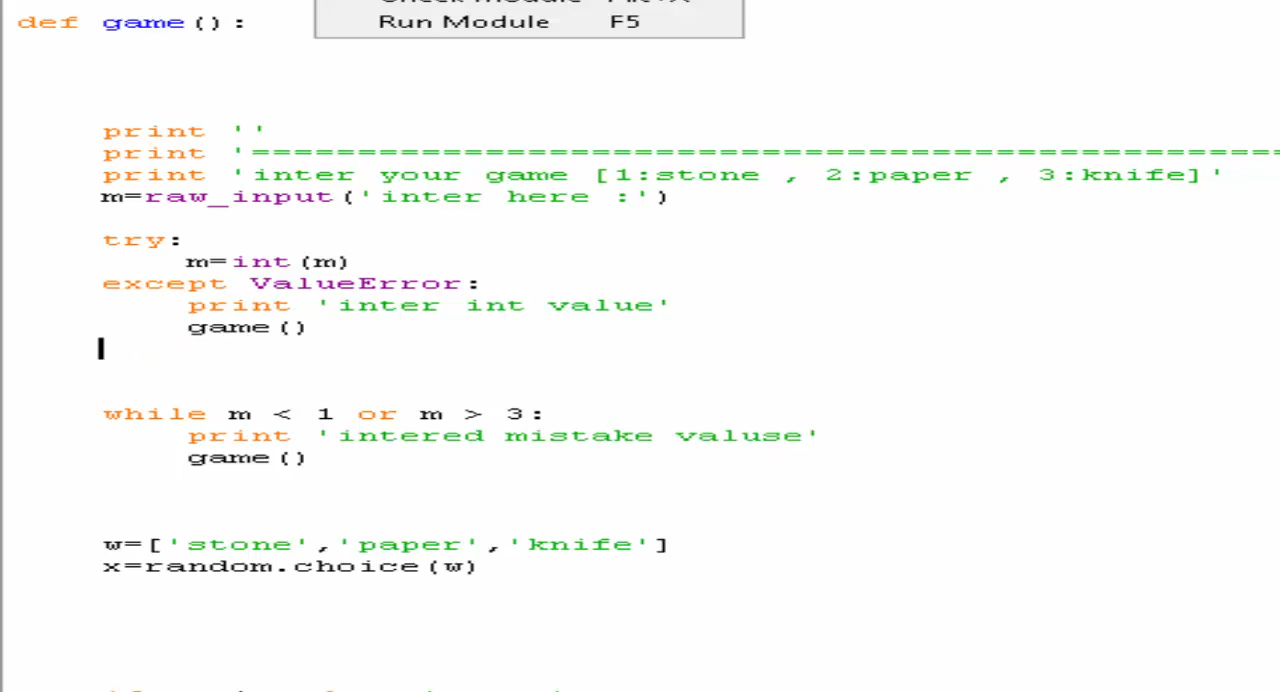 def game():
Run Module F5
print ''
print '================================================
print 'inter your game [1:stone , 2:paper , 3:knife]'
m=raw_input('inter here :')
try:
m=int(m)
except ValueError:
print 'inter int value'
game()
while m < 1 or m > 3:
print 'intered mistake valuse'
game()
w=['stone','paper','knife']
x=random.choice(w)